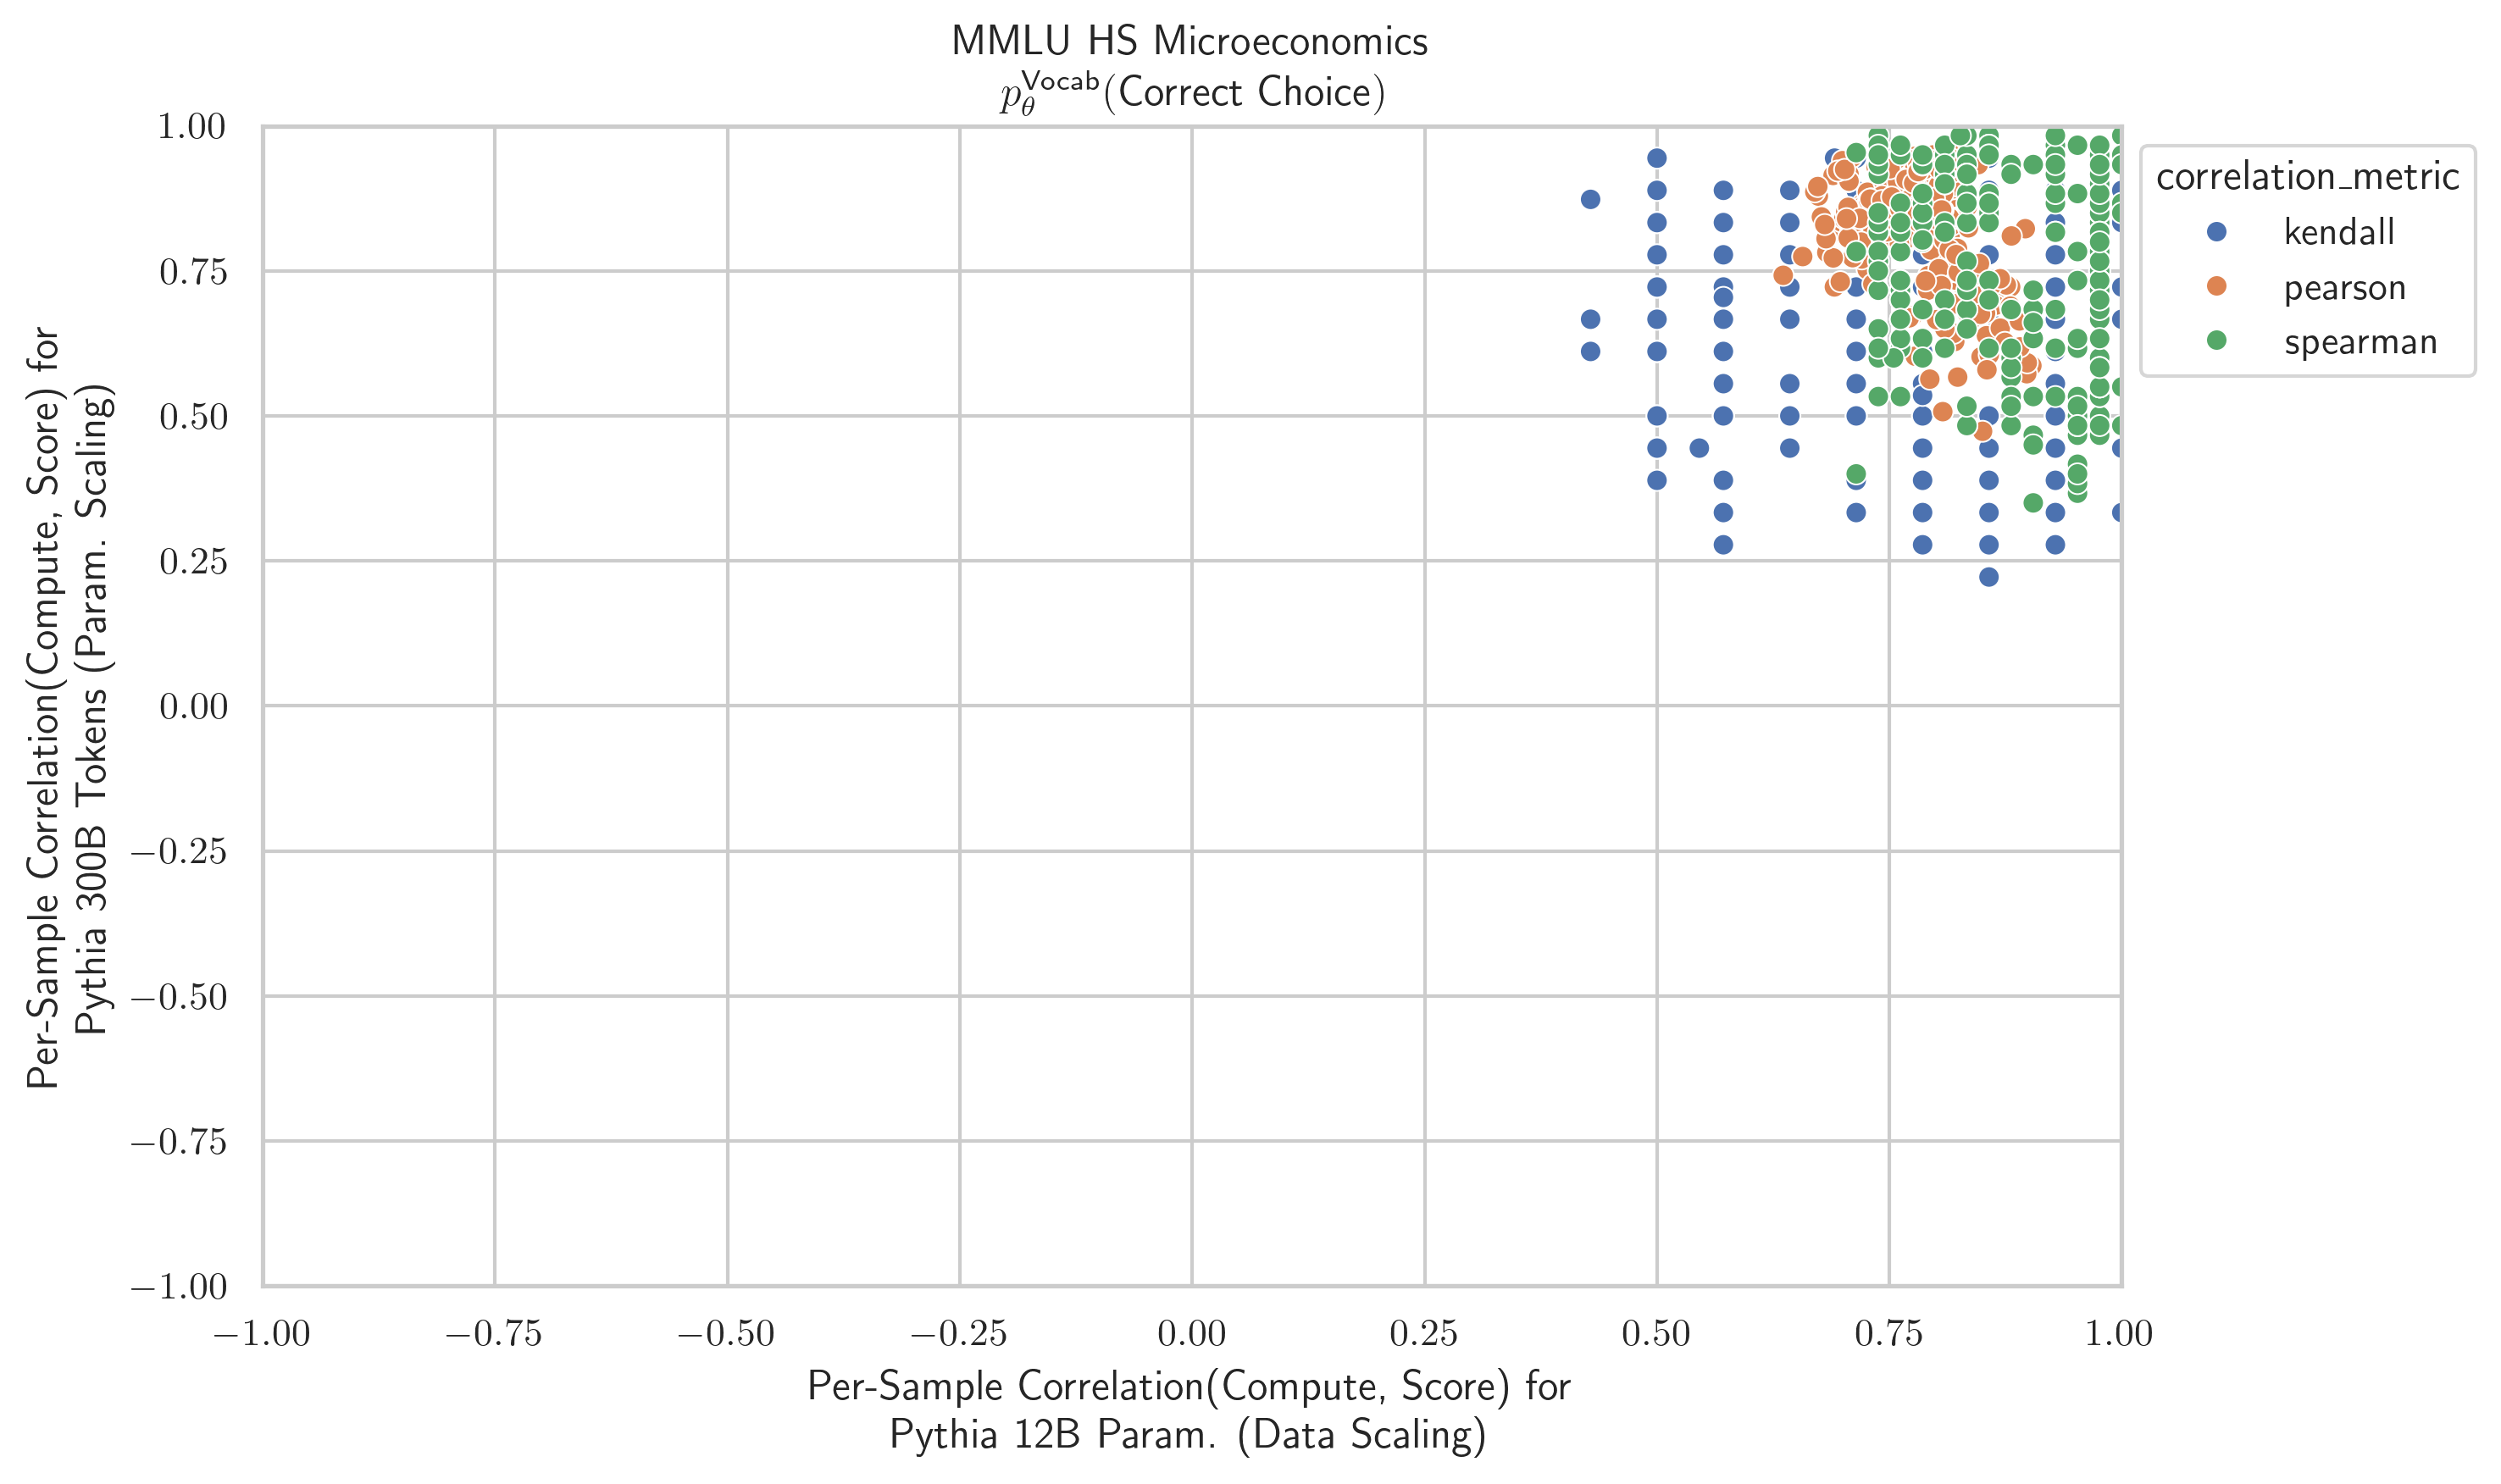 MMLU HS Microeconomics
p_θ^Vocab(Correct Choice)
1.00
0.75
0.50
0.25
0.00
−0.25
−0.50
−0.75
−1.00
Per-Sample Correlation(Compute, Score) for
Pythia 300B Tokens (Param. Scaling)
−1.00
−0.75
−0.50
−0.25
0.00
0.25
0.50
0.75
1.00
Per-Sample Correlation(Compute, Score) for
Pythia 12B Param. (Data Scaling)
correlation_metric
kendall
pearson
spearman